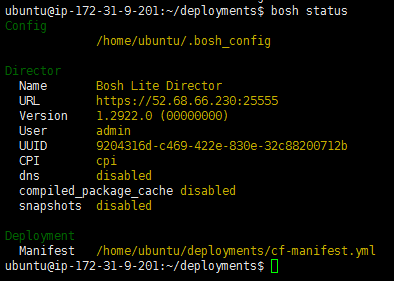 ubuntu@ip-172-31-9-201:~/deployments$ bosh status
Config
/home/ubuntu/.bosh_config
Director
Name Bosh Lite Director
URL https://52.68.66.230:25555
Version 1.2922.0 (00000000)
User admin
UUID 9204316d-c469-422e-830e-32c88200712b
CPI cpi
dns disabled
compiled_package_cache disabled
snapshots disabled
Deployment
Manifest /home/ubuntu/deployments/cf-manifest.yml
ubuntu@ip-172-31-9-201:~/deployments$